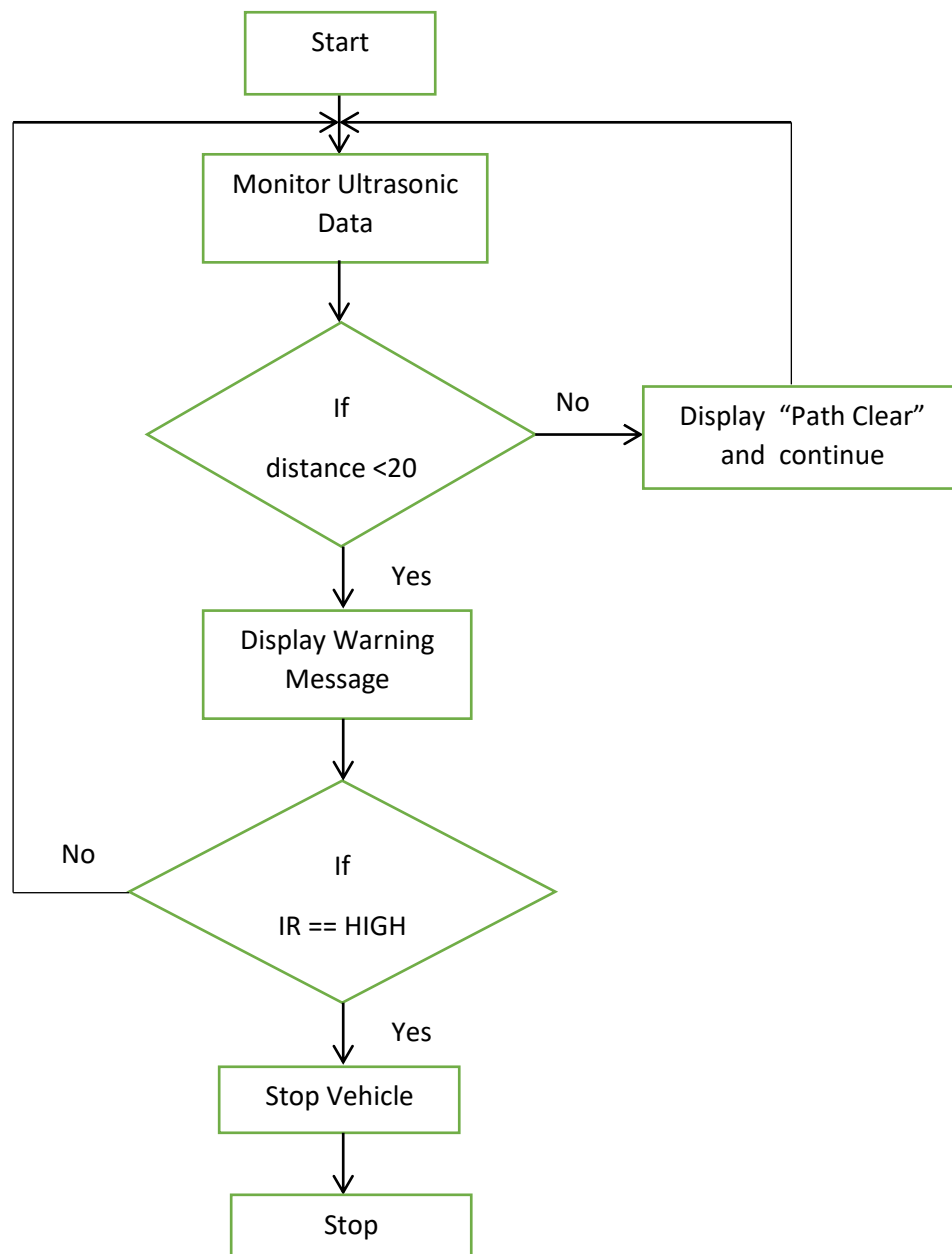 Start
Monitor Ultrasonic
Data
If
distance <20
No
Display “Path Clear”
and continue
Yes
Display Warning
Message
No
If
IR == HIGH
Yes
Stop Vehicle
Stop